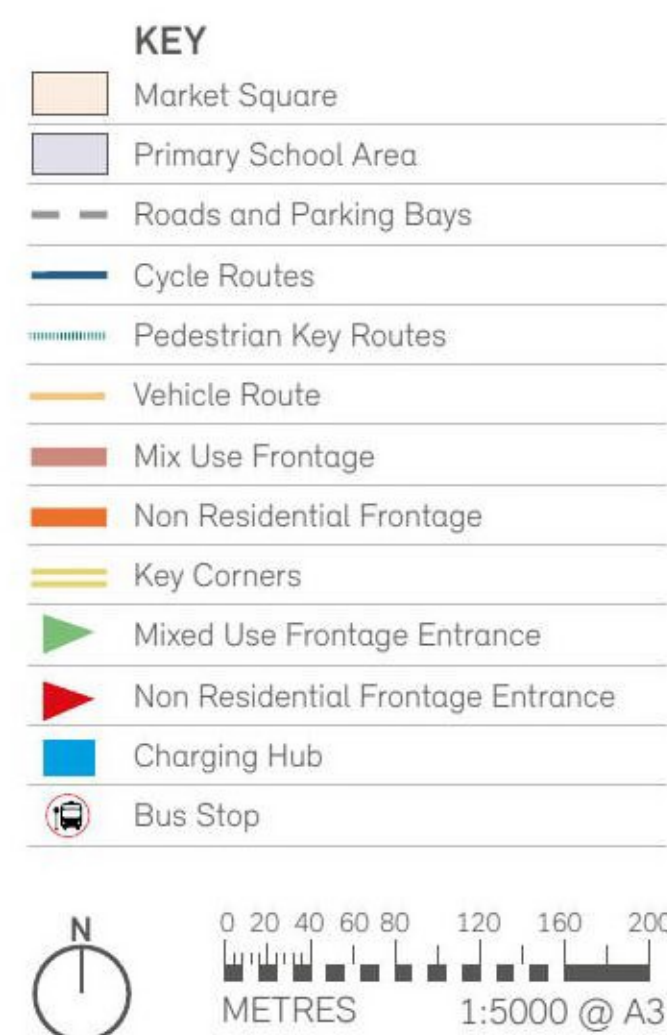 KEY
Market Square
Primary School Area
Roads and Parking Bays
Cycle Routes
Pedestrian Key Routes
Vehicle Route
Mix Use Frontage
Non Residential Frontage
Key Corners
Mixed Use Frontage Entrance
Non Residential Frontage Entrance
Charging Hub
Bus Stop
N
0 20 40 60 80 120 160 200
METRES 1:5000 @ A3